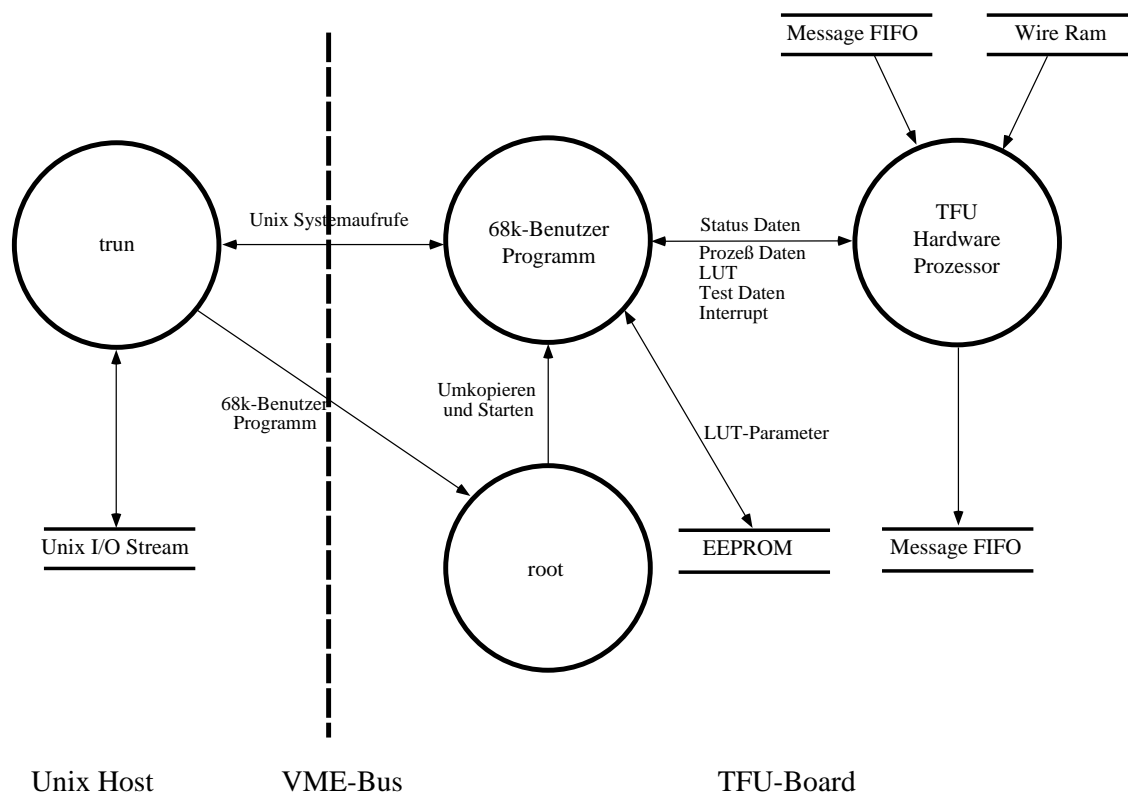 Message FIFO
Wire Ram
trun
Unix Systemaufrufe
68k-Benutzer
Programm
Status Daten
Prozeß Daten
LUT
Test Daten
Interrupt
TFU
Hardware
Prozessor
68k-Benutzer
Programm
Umkopieren
und Starten
LUT-Parameter
Unix I/O Stream
root
EEPROM
Message FIFO
Unix Host
VME-Bus
TFU-Board